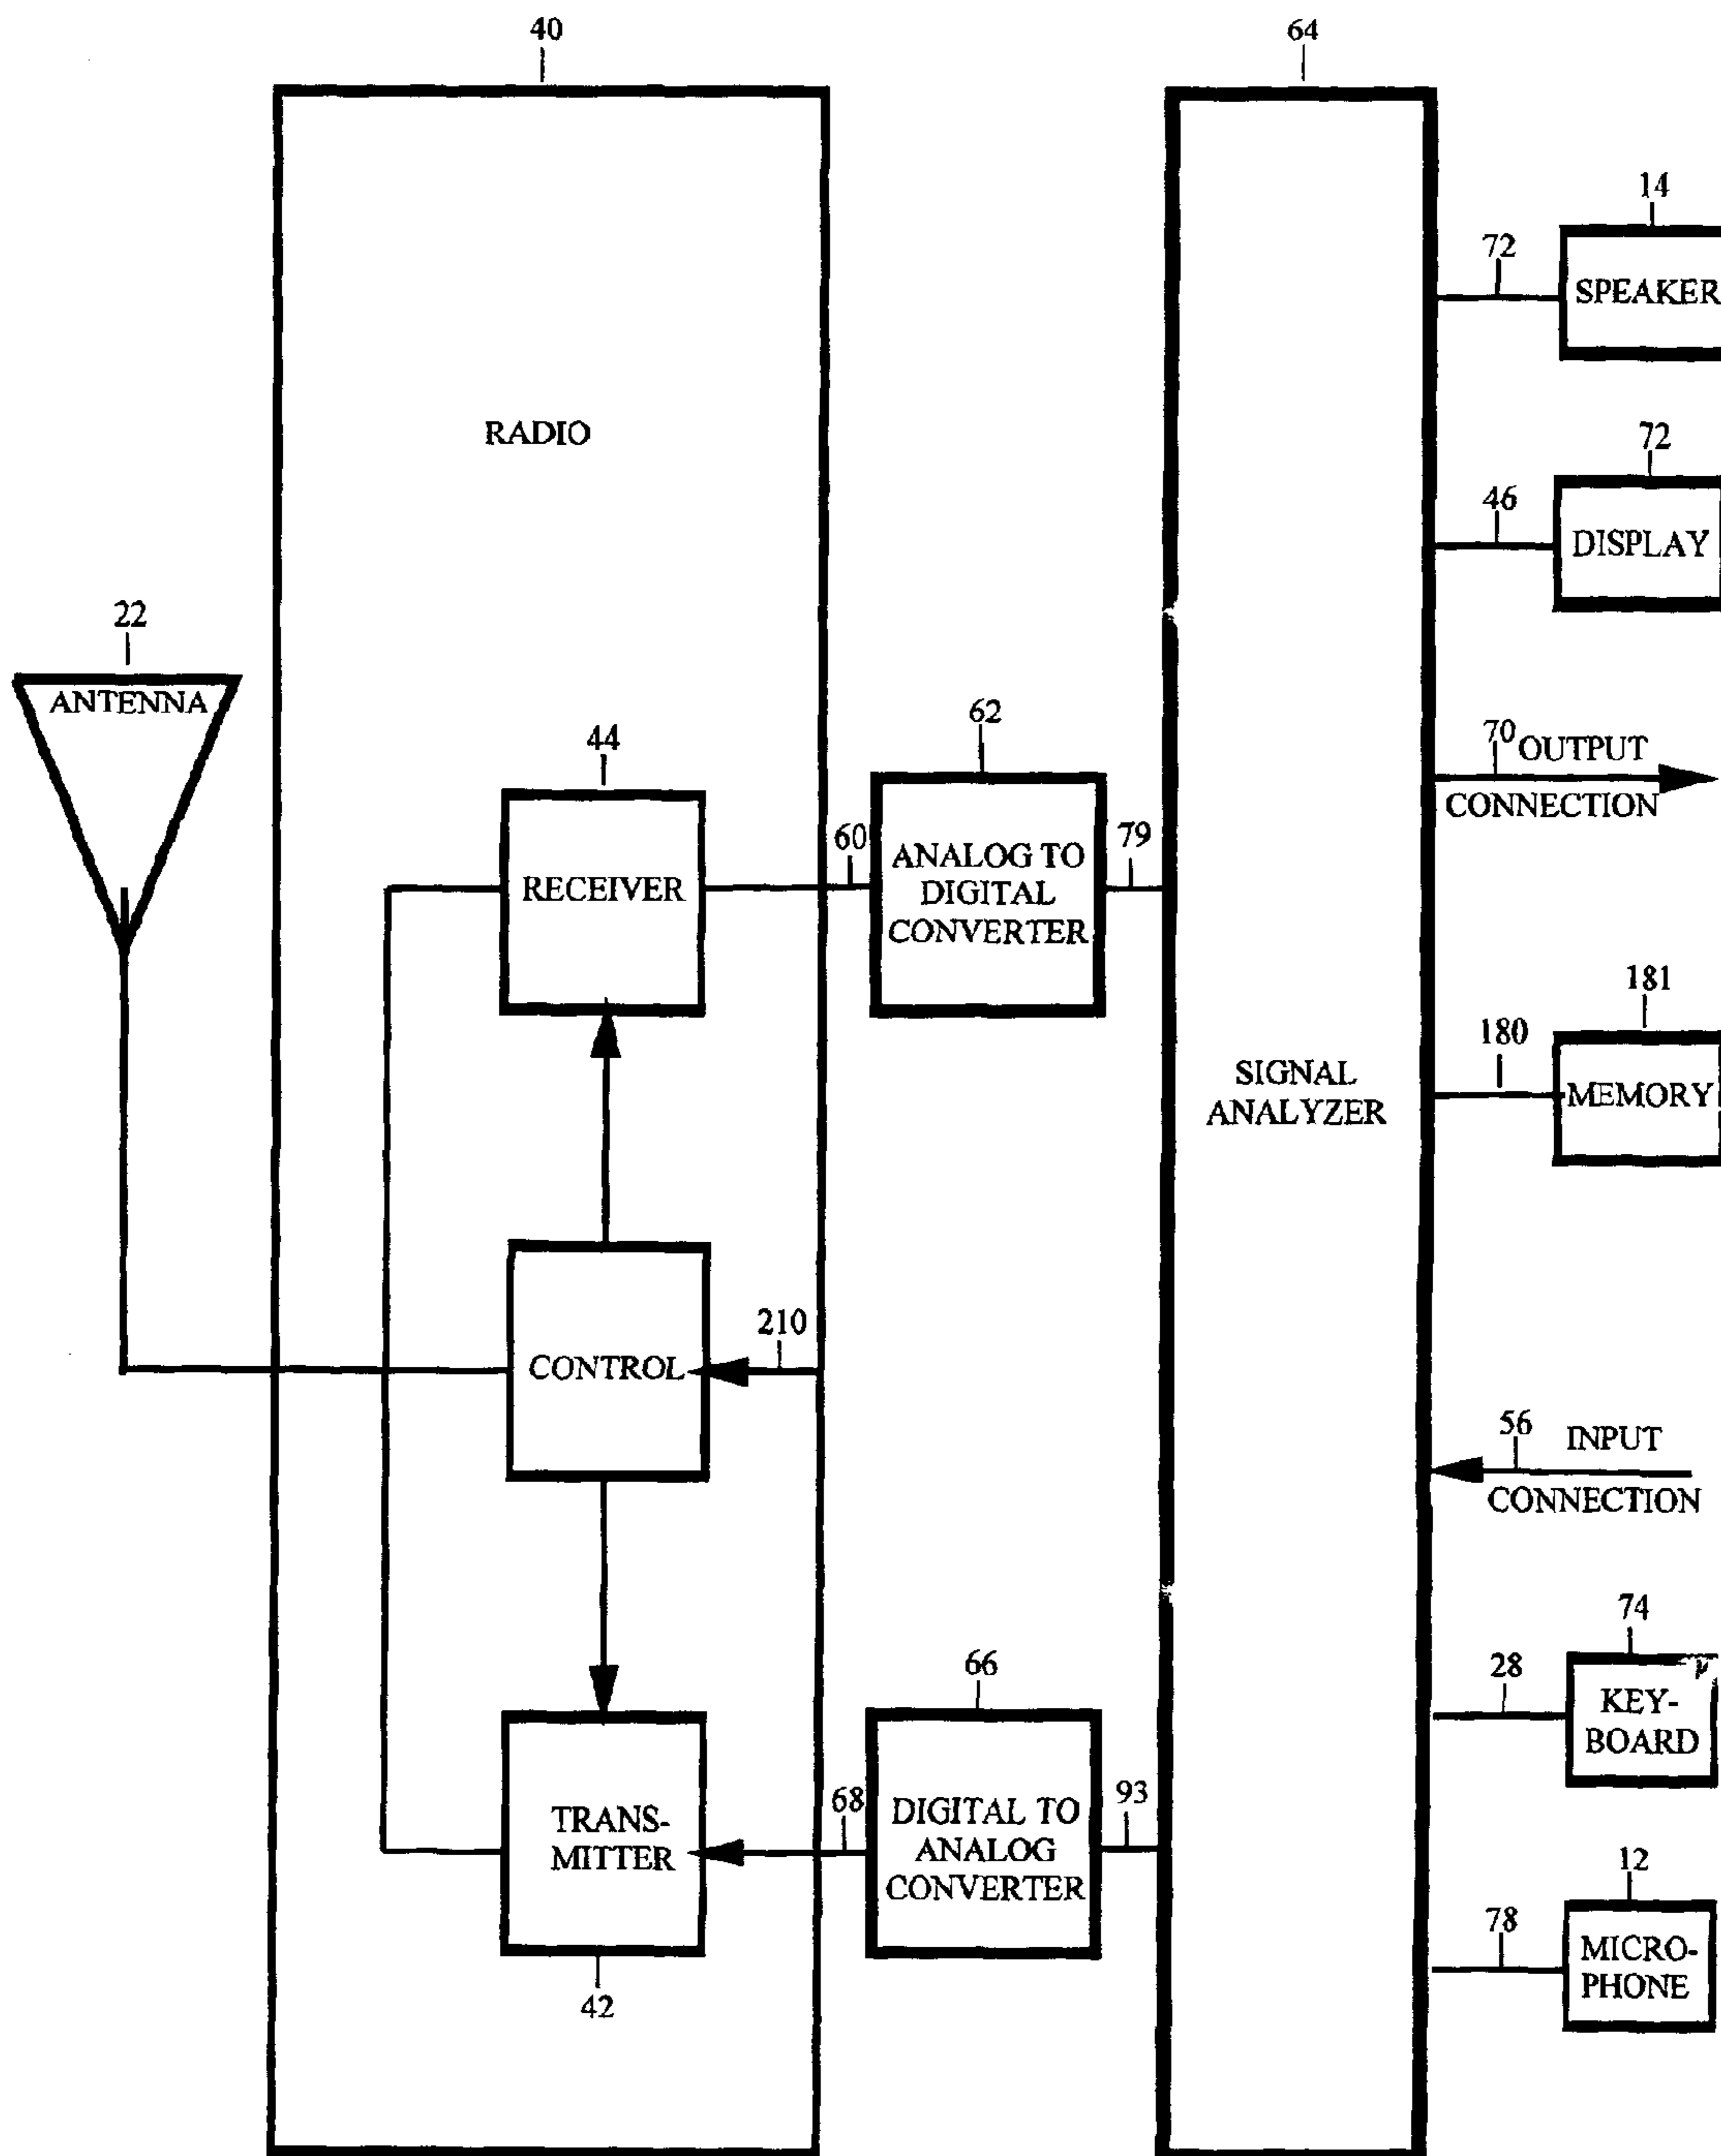 40
64
14
72
SPEAKER
RADIO
72
46
DISPLAY
22
ANTENNA
44
62
70
OUTPUT
CONNECTION
60
79
RECEIVER
ANALOG TO
DIGITAL
CONVERTER
181
180
MEMORY
SIGNAL
ANALYZER
210
CONTROL
56
INPUT
CONNECTION
74
28
KEY-
BOARD
66
68
93
TRANS-
MITTER
DIGITAL TO
ANALOG
CONVERTER
12
78
MICRO-
PHONE
42